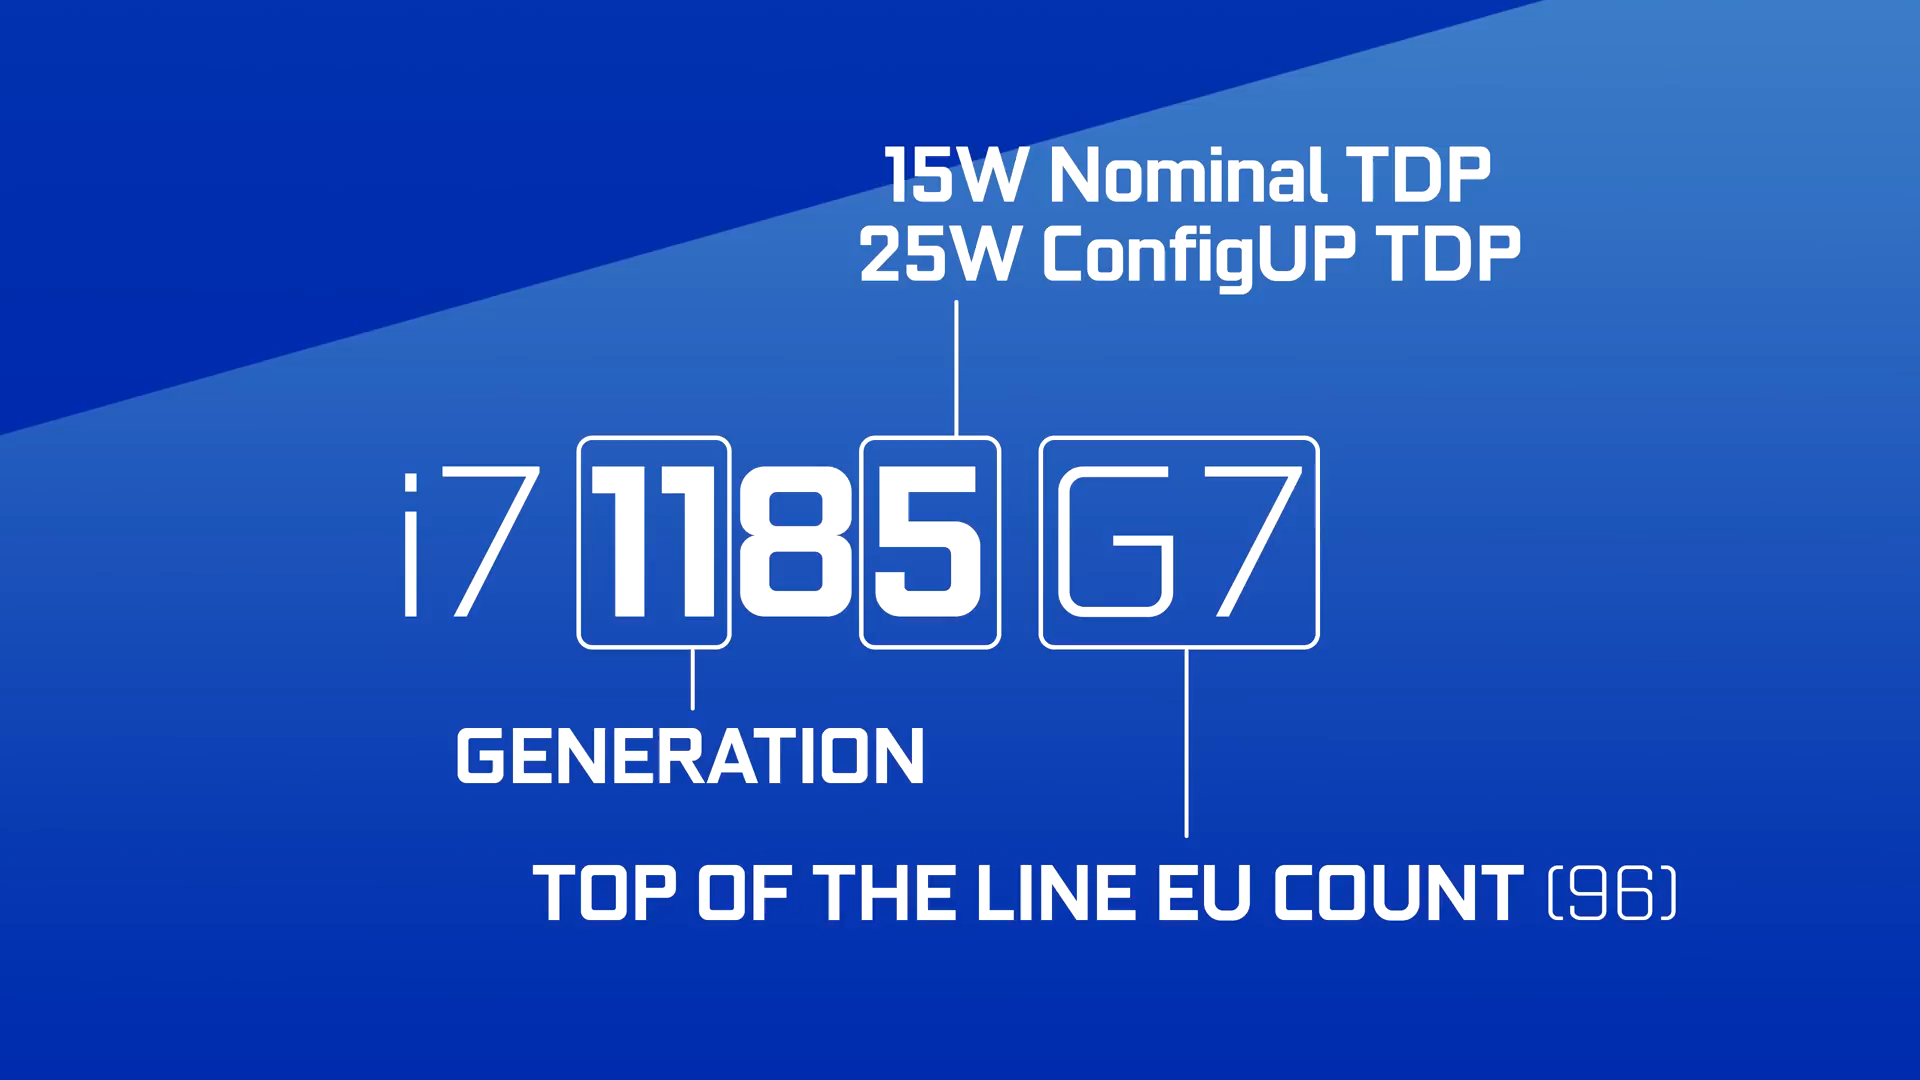 15W Nominal TDP
25W ConfigUP TDP
i7 1185 G7
GENERATION
TOP OF THE LINE EU COUNT (96)